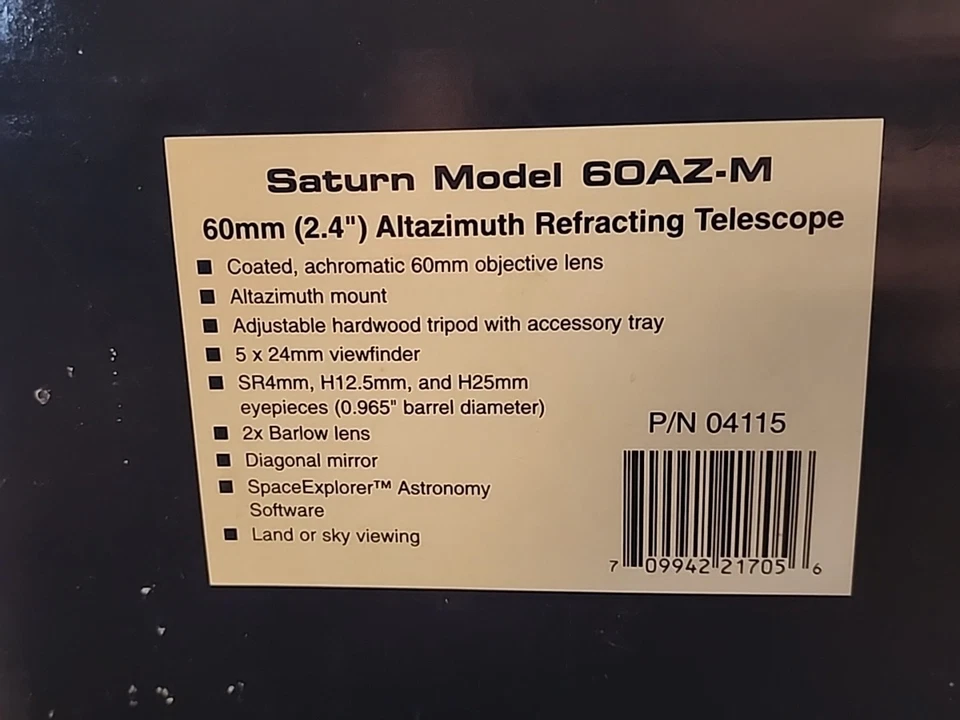 Saturn Model 60AZ-M
60mm (2.4") Altazimuth Refracting Telescope
■ Coated, achromatic 60mm objective lens
■ Altazimuth mount
■ Adjustable hardwood tripod with accessory tray
■ 5 x 24mm viewfinder
■ SR4mm, H12.5mm, and H25mm
eyepieces (0.965" barrel diameter)
■ 2x Barlow lens
■ Diagonal mirror
■ SpaceExplorer™ Astronomy
Software
■ Land or sky viewing
P/N 04115
7 09942 21705 6